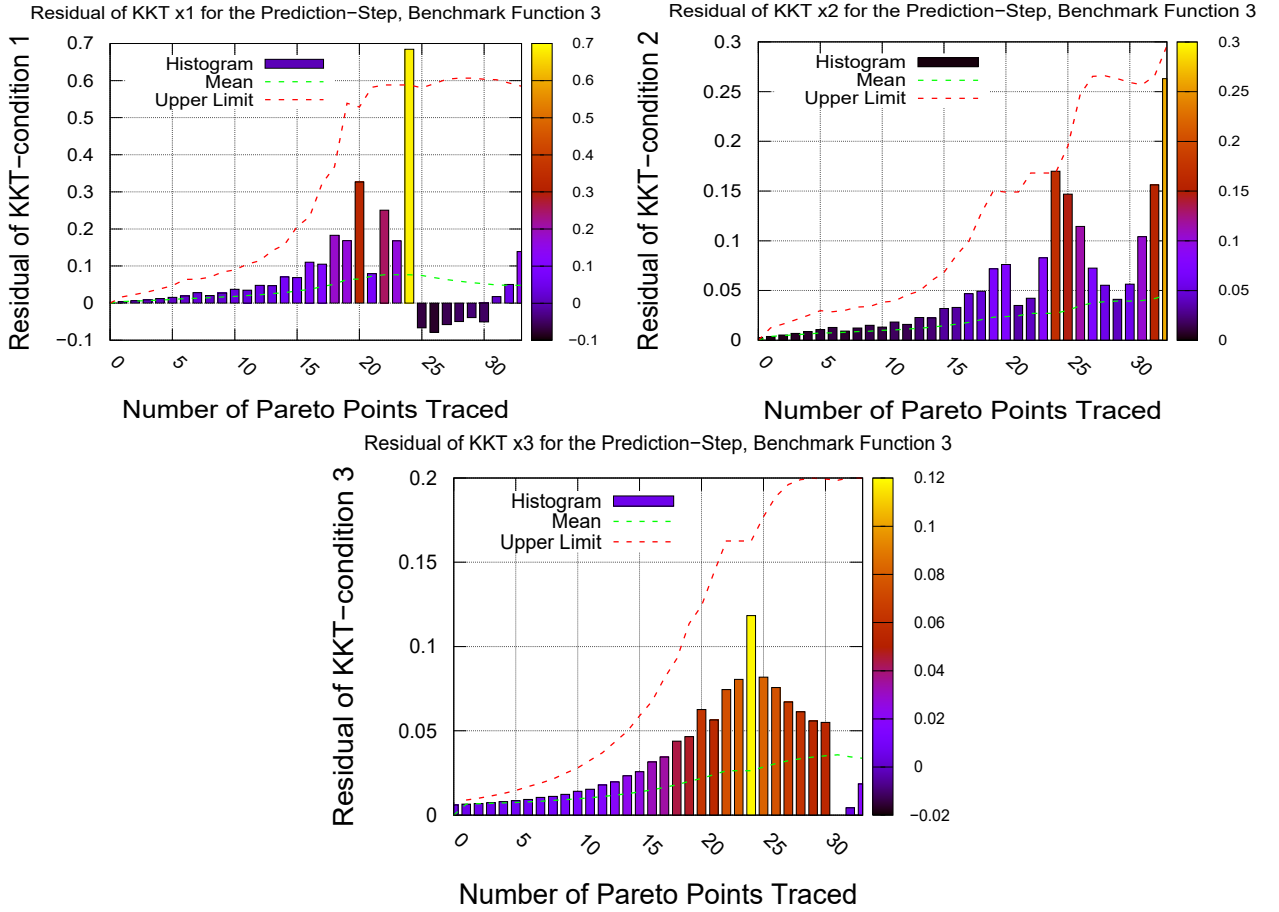 Residual of KKT x1 for the Prediction−Step, Benchmark Function 3
Residual of KKT−condition 1
0.7
0.6
0.5
0.4
0.3
0.2
0.1
0
−0.1
Histogram
Mean
Upper Limit
0 5 10 15 20 25 30
Number of Pareto Points Traced
0.7
0.6
0.5
0.4
0.3
0.2
0.1
0
−0.1
Residual of KKT x2 for the Prediction−Step, Benchmark Function 3
Residual of KKT−condition 2
0.3
0.25
0.2
0.15
0.1
0.05
0
Histogram
Mean
Upper Limit
0 5 10 15 20 25 30
Number of Pareto Points Traced
0.3
0.25
0.2
0.15
0.1
0.05
0
Residual of KKT x3 for the Prediction−Step, Benchmark Function 3
Residual of KKT−condition 3
0.2
0.15
0.1
0.05
0
Histogram
Mean
Upper Limit
0 5 10 15 20 25 30
Number of Pareto Points Traced
0.12
0.1
0.08
0.06
0.04
0.02
0
−0.02